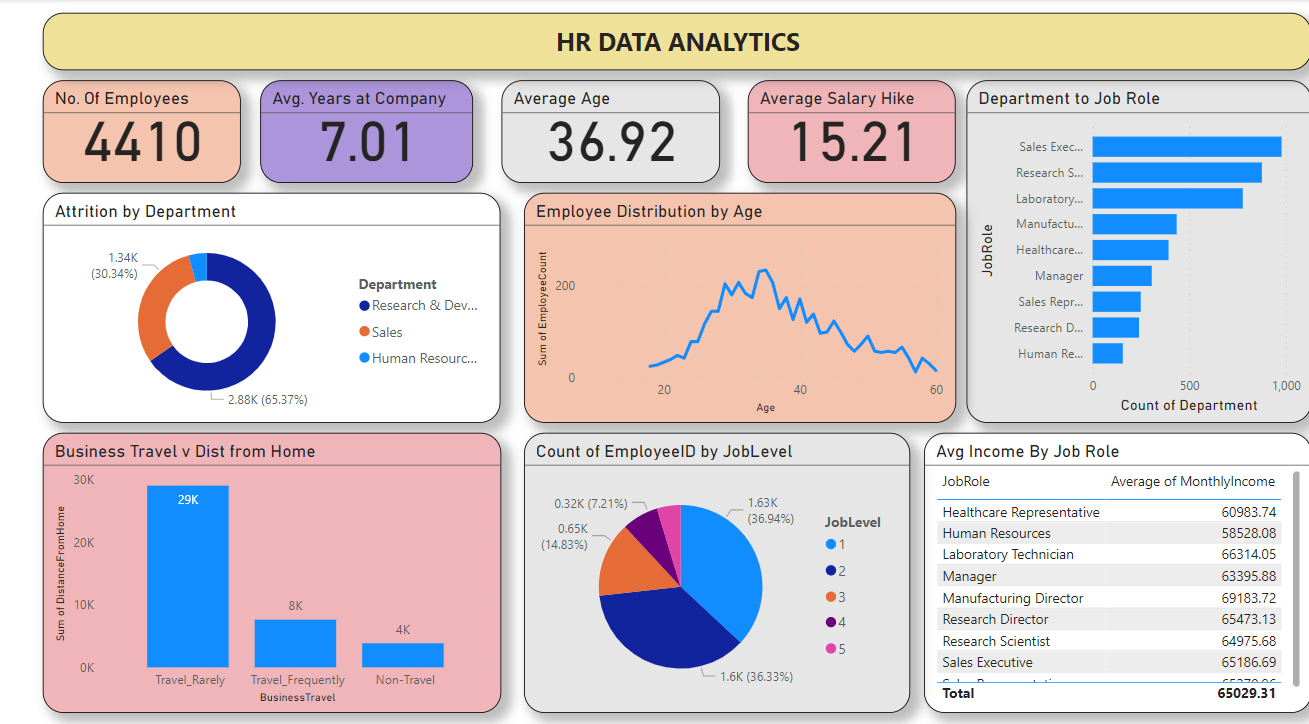 HR DATA ANALYTICS
No. Of Employees
4410
Avg. Years at Company
7.01
Average Age
36.92
Average Salary Hike
15.21
Department to Job Role
JobRole
Sales Exec...
Research S...
Laboratory...
Manufactu...
Healthcare...
Manager
Sales Repr...
Research D...
Human Re...
0
500
1,000
Count of Department
Attrition by Department
1.34K
(30.34%)
2.88K (65.37%)
Department
Research & Dev...
Sales
Human Resourc...
Employee Distribution by Age
Sum of EmployeeCount
200
0
20
40
60
Age
Business Travel v Dist from Home
Sum of DistanceFromHome
30K
20K
10K
0K
29K
8K
4K
Travel_Rarely
Travel_Frequently
Non-Travel
BusinessTravel
Count of EmployeeID by JobLevel
0.32K (7.21%)
0.65K
(14.83%)
1.63K
(36.94%)
1.6K (36.33%)
JobLevel
1
2
3
4
5
Avg Income By Job Role
JobRole Average of MonthlyIncome
Healthcare Representative 60983.74
Human Resources 58528.08
Laboratory Technician 66314.05
Manager 63395.88
Manufacturing Director 69183.72
Research Director 65473.13
Research Scientist 64975.68
Sales Executive 65186.69
Total 65029.31